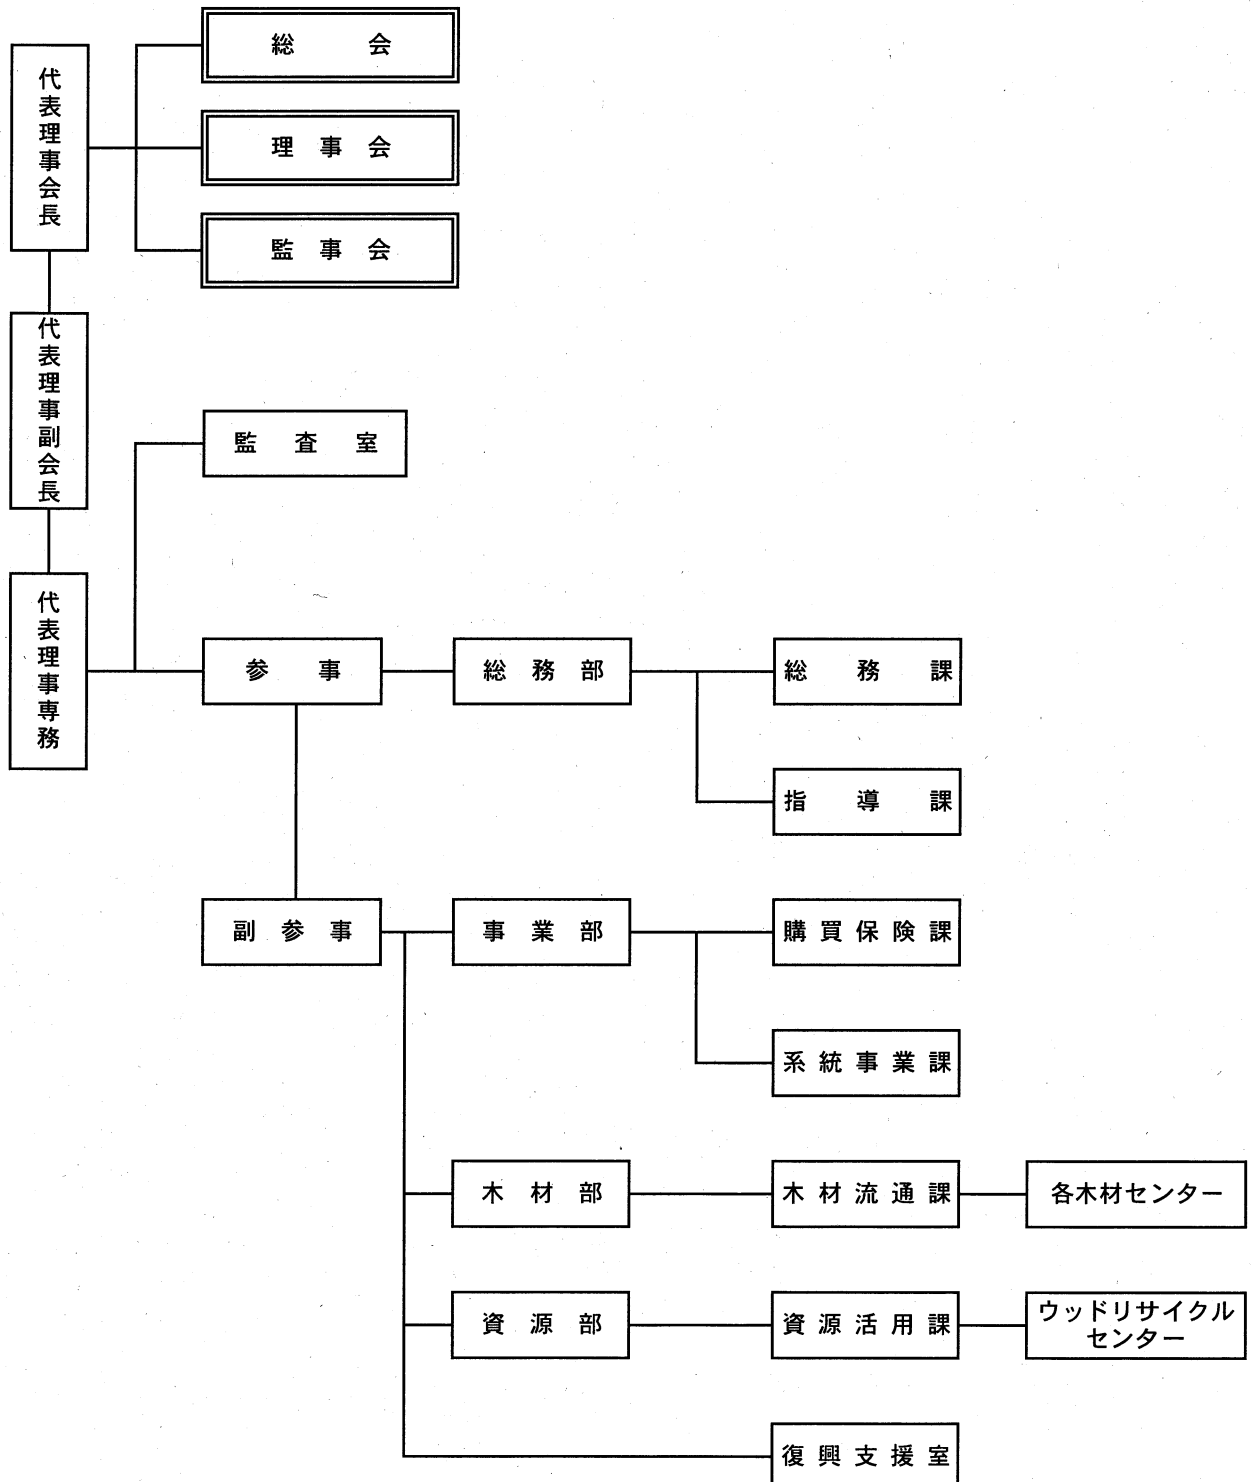 総会
代表理事会長
理事会
監事会
代表理事副会長
監査室
代表理事専務
参事
総務部
総務課
指導課
副参事
事業部
購買保険課
系統事業課
木材部
木材流通課
各木材センター
資源部
資源活用課
ウッドリサイクル
センター
復興支援室